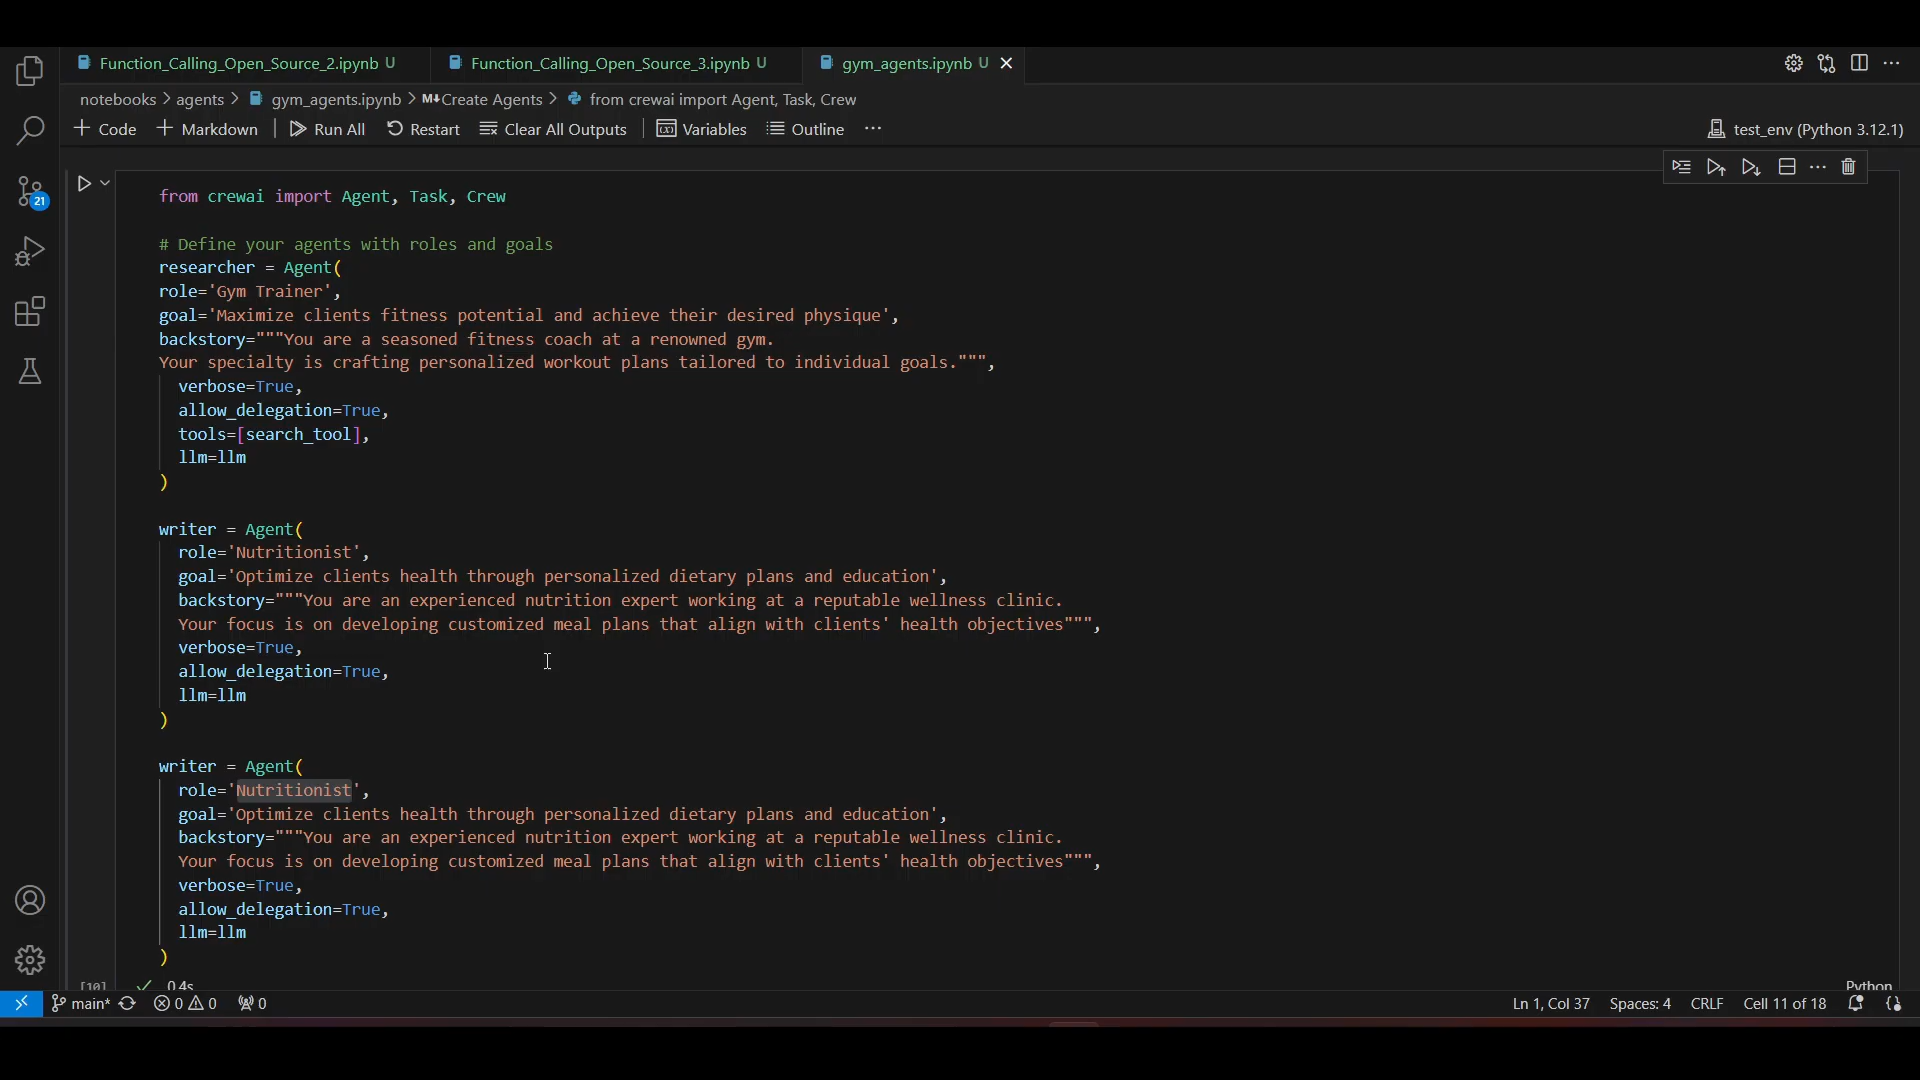 Function_Calling_Open_Source_2.ipynb U
Function_Calling_Open_Source_3.ipynb U
gym_agents.ipynb U
notebooks > agents > gym_agents.ipynb > M↓Create Agents > from crewai import Agent, Task, Crew
+ Code + Markdown | Run All Restart Clear All Outputs | Variables Outline ···
test_env (Python 3.12.1)
21
from crewai import Agent, Task, Crew
# Define your agents with roles and goals
researcher = Agent(
role='Gym Trainer',
goal='Maximize clients fitness potential and achieve their desired physique',
backstory="""You are a seasoned fitness coach at a renowned gym.
Your specialty is crafting personalized workout plans tailored to individual goals.""",
verbose=True,
allow_delegation=True,
tools=[search_tool],
llm=llm
)
writer = Agent(
role='Nutritionist',
goal='Optimize clients health through personalized dietary plans and education',
backstory="""You are an experienced nutrition expert working at a reputable wellness clinic.
Your focus is on developing customized meal plans that align with clients' health objectives""",
verbose=True,
allow_delegation=True,
llm=llm
)
writer = Agent(
role='Nutritionist',
goal='Optimize clients health through personalized dietary plans and education',
backstory="""You are an experienced nutrition expert working at a reputable wellness clinic.
Your focus is on developing customized meal plans that align with clients' health objectives""",
verbose=True,
allow_delegation=True,
llm=llm
)
[10] ✓ 0.4s
Python
main* 0 0 0
Ln 1, Col 37 Spaces: 4 CRLF Cell 11 of 18